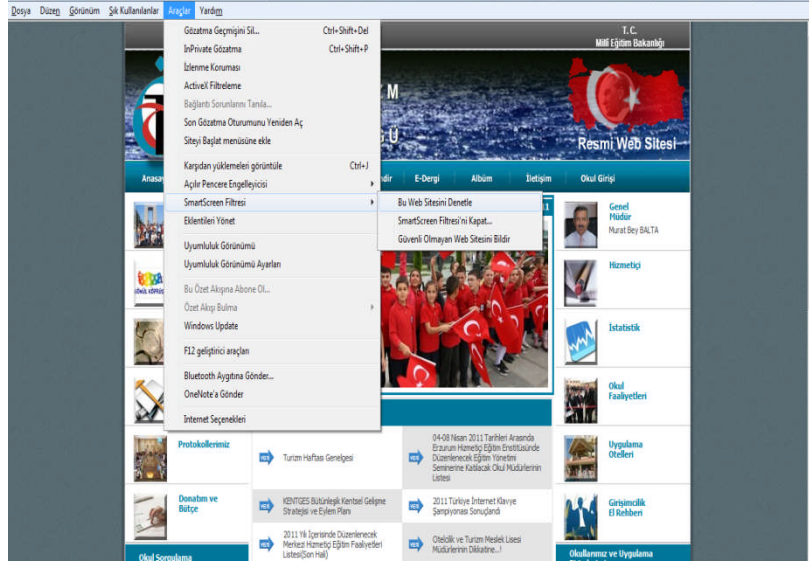 Dosya Düzen Görünüm Sık Kullanılanlar Araçlar Yardım
Gözatma Geçmişini Sil... Ctrl+Shift+Del
InPrivate Gözatma Ctrl+Shift+P
İzlenme Koruması
ActiveX Filtreleme
Bağlantı Sorunlarını Tanıla...
Son Gözatma Oturumunu Yeniden Aç
Siteyi Başlat menüsüne ekle
Karşıdan yüklemeleri görüntüle Ctrl+J
Açılır Pencere Engelleyicisi
SmartScreen Filtresi
Eklentileri Yönet
Uyumluluk Görünümü
Uyumluluk Görünümü Ayarları
Bu Özet Akışına Abone Ol...
Özet Akışı Bulma
Windows Update
F12 geliştirici araçları
Bluetooth Aygıtına Gönder...
OneNote'a Gönder
Internet Seçenekleri
Bu Web Sitesini Denetle
SmartScreen Filtresi'ni Kapat...
Güvenli Olmayan Web Sitesini Bildir
T.C.
Milli Eğitim Bakanlığı
M
Ü
Resmi Web Sitesi
E-Dergi Albüm İletişim Okul Girişi
Genel
Müdür
Murat Bey BALTA
Hizmetiçi
İstatistik
Okul
Faaliyetleri
Uygulama
Otelleri
Girişimcilik
El Rehberi
Okullarımız ve Uygulama
Protokollerimiz
Donatım ve
Bütçe
Okul Sorgulama
Turizm Haftası Genelgesi
04-08 Nisan 2011 Tarihleri Arasında
Erzurum Hizmetiçi Eğitim Enstitüsünde
Düzenlenecek Eğitim Yönetimi
Seminerine Katılacak Okul Müdürlerinin
Listesi
KENTGES Bütünleşik Kentsel Gelişme
Stratejisi ve Eylem Planı
2011 Türkiye İnternet Klavye
Şampiyonası Sonuçlandı
2011 Yılı İçerisinde Düzenlenecek
Merkezi Hizmetiçi Eğitim Faaliyetleri
Listesi(Son Hali)
Otelcilik ve Turizm Meslek Lisesi
Müdürlerinin Dikkatine...!